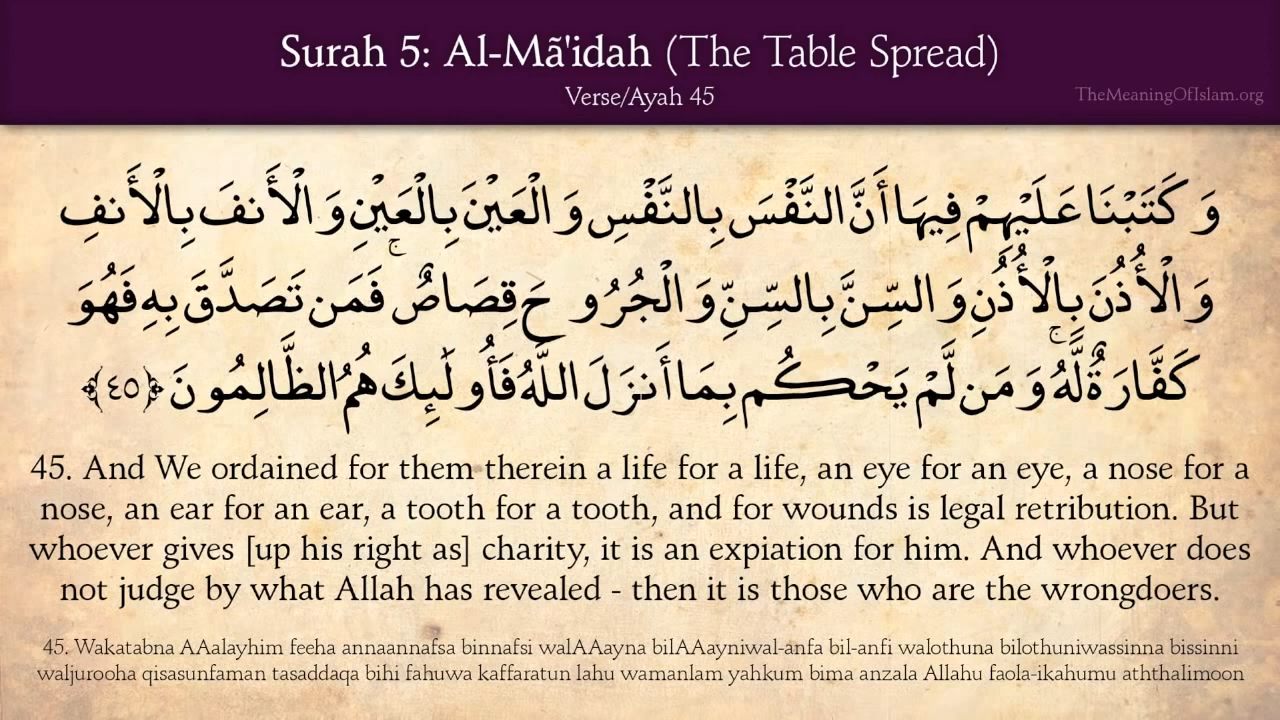 Surah 5: Al-Mã'idah (The Table Spread)
Verse/Ayah 45
TheMeaningOfIslam.org
وَكَتَبْنَا عَلَيْهِمْ فِيهَا أَنَّ النَّفْسَ بِالنَّفْسِ وَالْعَيْنَ بِالْعَيْنِ وَالْأَنفَ بِالْأَنفِ
وَالْأُذُنَ بِالْأُذُنِ وَالسِّنَّ بِالسِّنِّ وَالْجُرُوحَ قِصَاصٌ ۚ فَمَن تَصَدَّقَ بِهِ فَهُوَ
كَفَّارَةٌ لَّهُ ۚ وَمَن لَّمْ يَحْكُم بِمَا أَنزَلَ اللَّهُ فَأُولَٰئِكَ هُمُ الظَّالِمُونَ ﴿٤٥﴾
45. And We ordained for them therein a life for a life, an eye for an eye, a nose for a
nose, an ear for an ear, a tooth for a tooth, and for wounds is legal retribution. But
whoever gives [up his right as] charity, it is an expiation for him. And whoever does
not judge by what Allah has revealed - then it is those who are the wrongdoers.
45. Wakatabna AAalayhim feeha annaannafsa binnafsi walAAayna bilAAayniwal-anfa bil-anfi walothuna bilothuniwassinna bissinni
waljurooha qisasunfaman tasaddaqa bihi fahuwa kaffaratun lahu wamanlam yahkum bima anzala Allahu faola-ikahumu aththalimoon